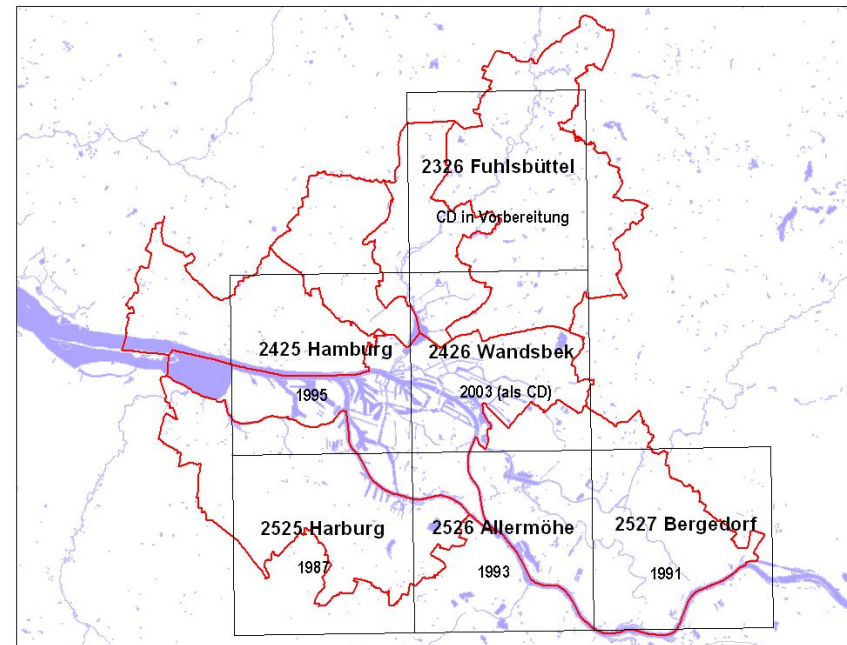 2326 Fuhlsbüttel
CD in Vorbereitung
2425 Hamburg
1995
2426 Wandsbek
2003 (als CD)
2525 Harburg
1987
2526 Allermöhe
1993
2527 Bergedorf
1991